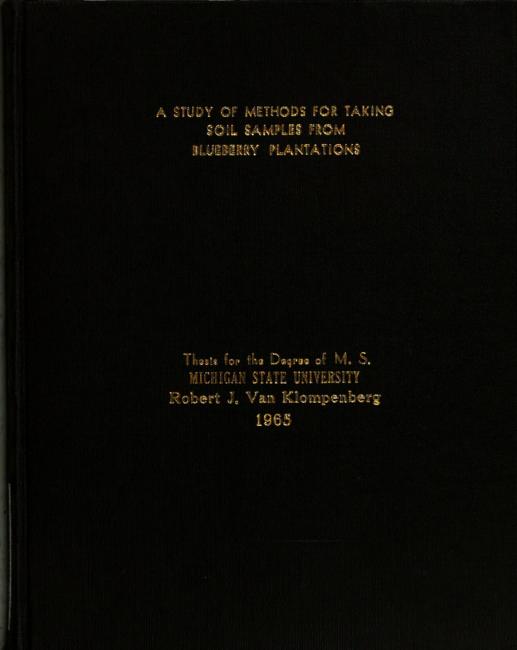 A STUDY OF METHODS FOR TAKING
SOIL SAMPLES FROM
BLUEBERRY PLANTATIONS
Thesis for the Degree of M. S.
MICHIGAN STATE UNIVERSITY
Robert J. Van Klompenberg
1965